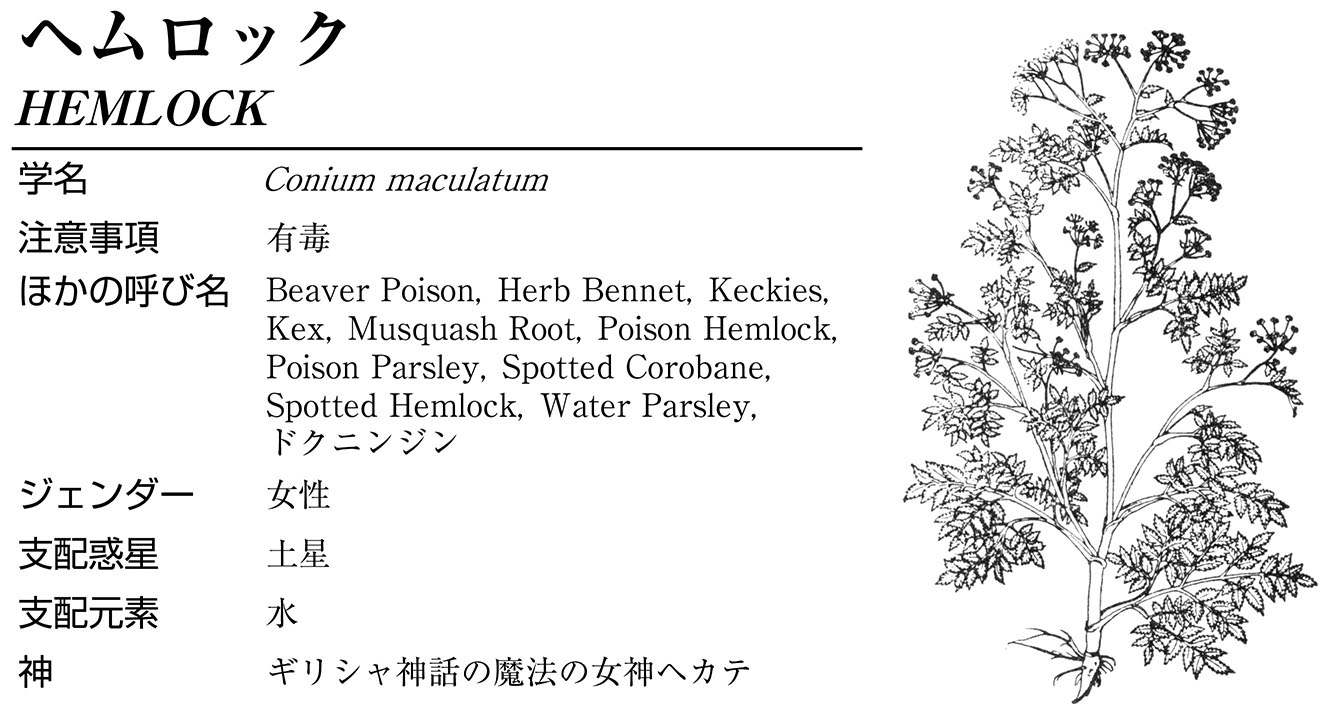 ヘムロック
HEMLOCK
学名 Conium maculatum
注意事項 有毒
ほかの呼び名 Beaver Poison, Herb Bennet, Keckies,
Kex, Musquash Root, Poison Hemlock,
Poison Parsley, Spotted Corobane,
Spotted Hemlock, Water Parsley,
ドクニンジン
ジェンダー 女性
支配惑星 土星
支配元素 水
神 ギリシャ神話の魔法の女神ヘカテ